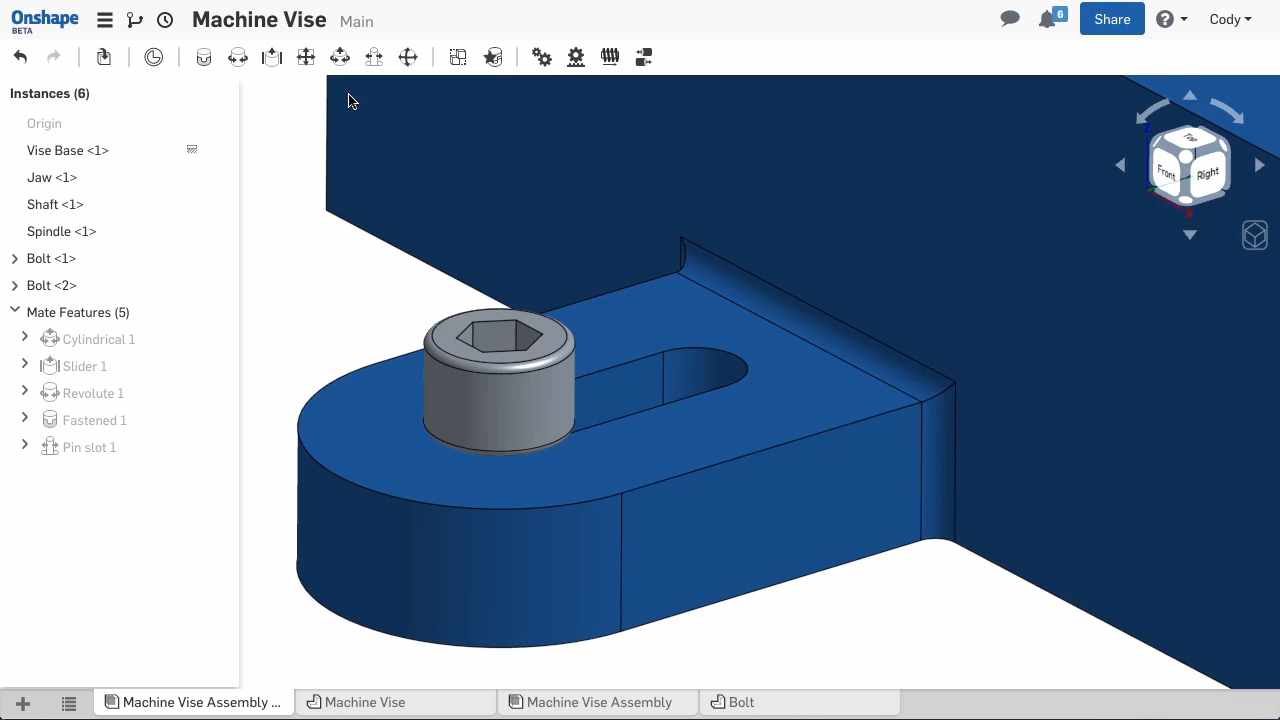 Onshape
BETA
Machine Vise Main
6
Share
?
Cody
Instances (6)
Origin
Vise Base <1>
Jaw <1>
Shaft <1>
Spindle <1>
Bolt <1>
Bolt <2>
Mate Features (5)
Cylindrical 1
Slider 1
Revolute 1
Fastened 1
Pin slot 1
Z
Top
Front
Right
X
Machine Vise Assembly ...
Machine Vise
Machine Vise Assembly
Bolt